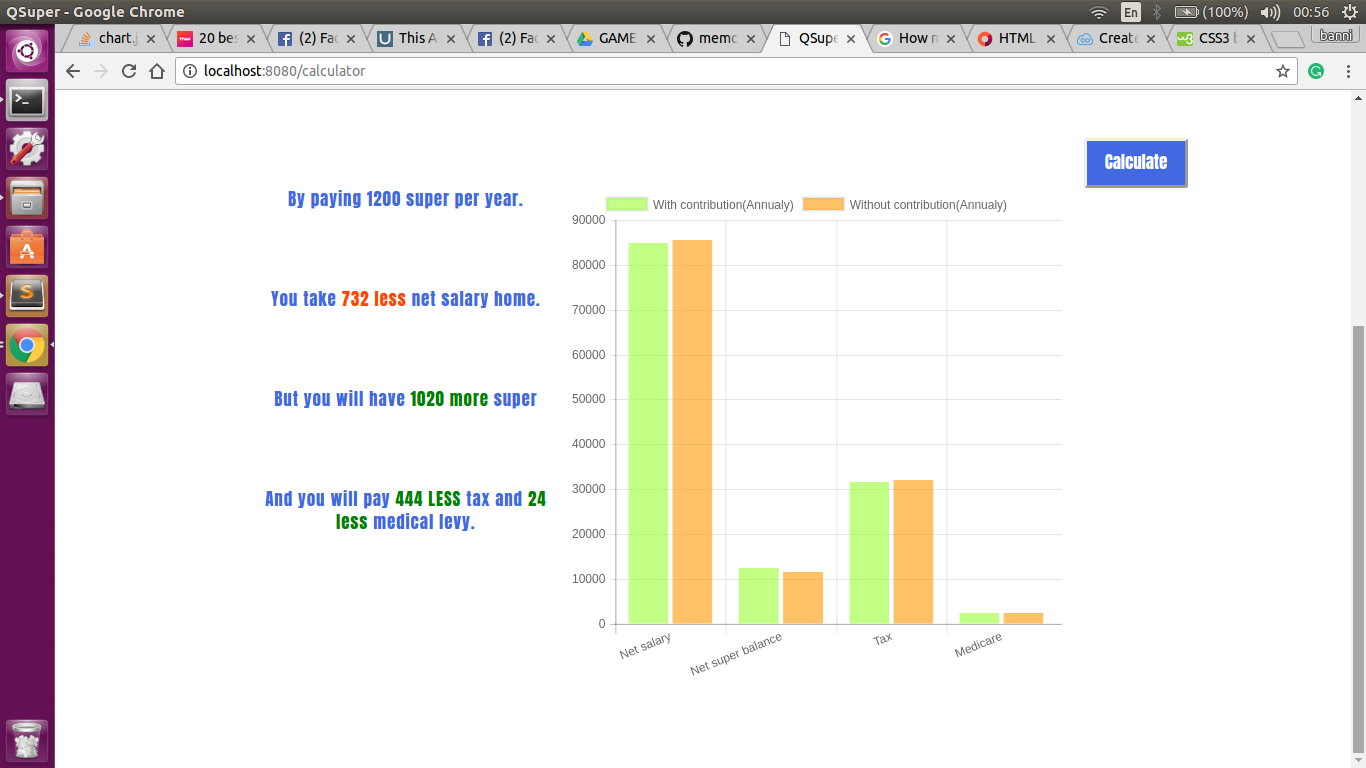 QSuper - Google Chrome
En (100%) 00:56
chart.j
20 bes
(2) Fac
This A
(2) Fac
GAME
memo
QSupe
How m
HTML
Create
CSS3 b
banni
localhost:8080/calculator
Calculate
By paying 1200 super per year.
You take 732 less net salary home.
But you will have 1020 more super
And you will pay 444 LESS tax and 24
less medical levy.
With contribution(Annualy) Without contribution(Annualy)
90000
80000
70000
60000
50000
40000
30000
20000
10000
0
Net salary
Net super balance
Tax
Medicare